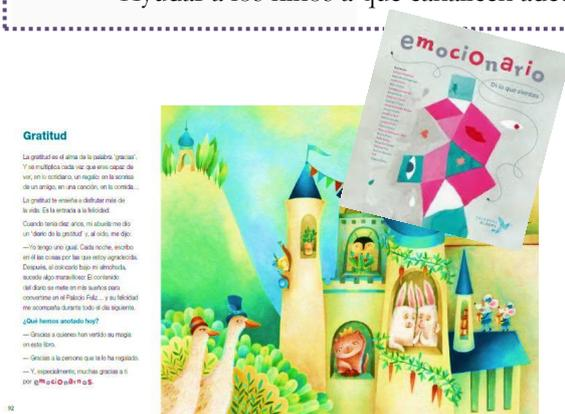 Ayudar a los niños a que canalicen
emocionario
Di lo que sientes
Gratitud
La gratitud es el alma de la palabra 'gracias'.
Y se multiplica cada vez que eres capaz de
ver, en lo cotidiano, un regalo: en la sonrisa
de un amigo, en una canción, en la comida...
La gratitud te enseña a disfrutar más de
la vida. Es la entrada a la felicidad.
Cuando tenía diez años, mi abuela me dio
un 'diario de la gratitud' y, al oído, me dijo:
—Yo tengo uno igual. Cada noche, escribo
en él las cosas por las que estoy agradecida.
Después, al colocarlo bajo mi almohada,
sucede algo maravilloso: El contenido
del diario se mete en mis sueños para
convertirse en el Palacio Feliz... y su felicidad
me acompaña durante todo el día siguiente.
¿Qué hemos anotado hoy?
— Gracias a quienes han vertido su magia
en este libro.
— Gracias a la persona que te lo ha regalado.
— Y, especialmente, muchas gracias a ti
por emocionarnos.
92